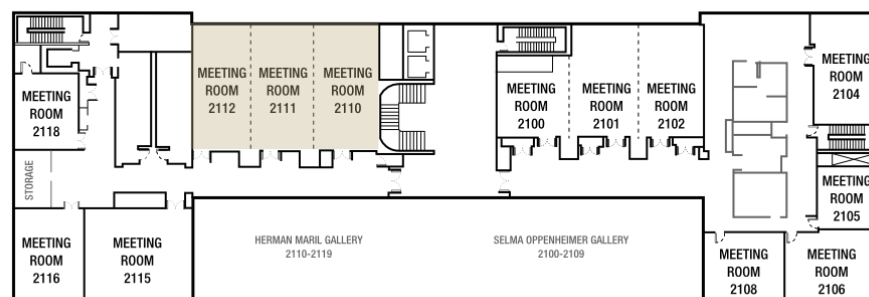 MEETING
ROOM
2112
MEETING
ROOM
2111
MEETING
ROOM
2110
MEETING
ROOM
2118
MEETING
ROOM
2100
MEETING
ROOM
2101
MEETING
ROOM
2102
MEETING
ROOM
2104
STORAGE
MEETING
ROOM
2105
MEETING
ROOM
2116
MEETING
ROOM
2115
HERMAN MARIL GALLERY
2110-2119
SELMA OPPENHEIMER GALLERY
2100-2109
MEETING
ROOM
2108
MEETING
ROOM
2106